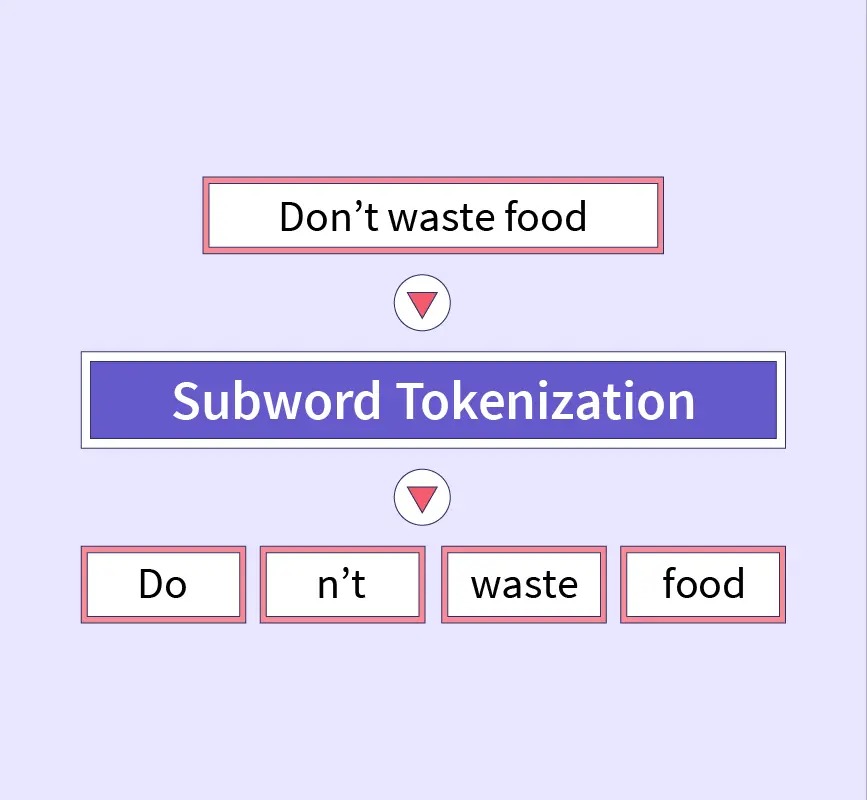 Don’t waste food
Subword Tokenization
Do n’t waste food